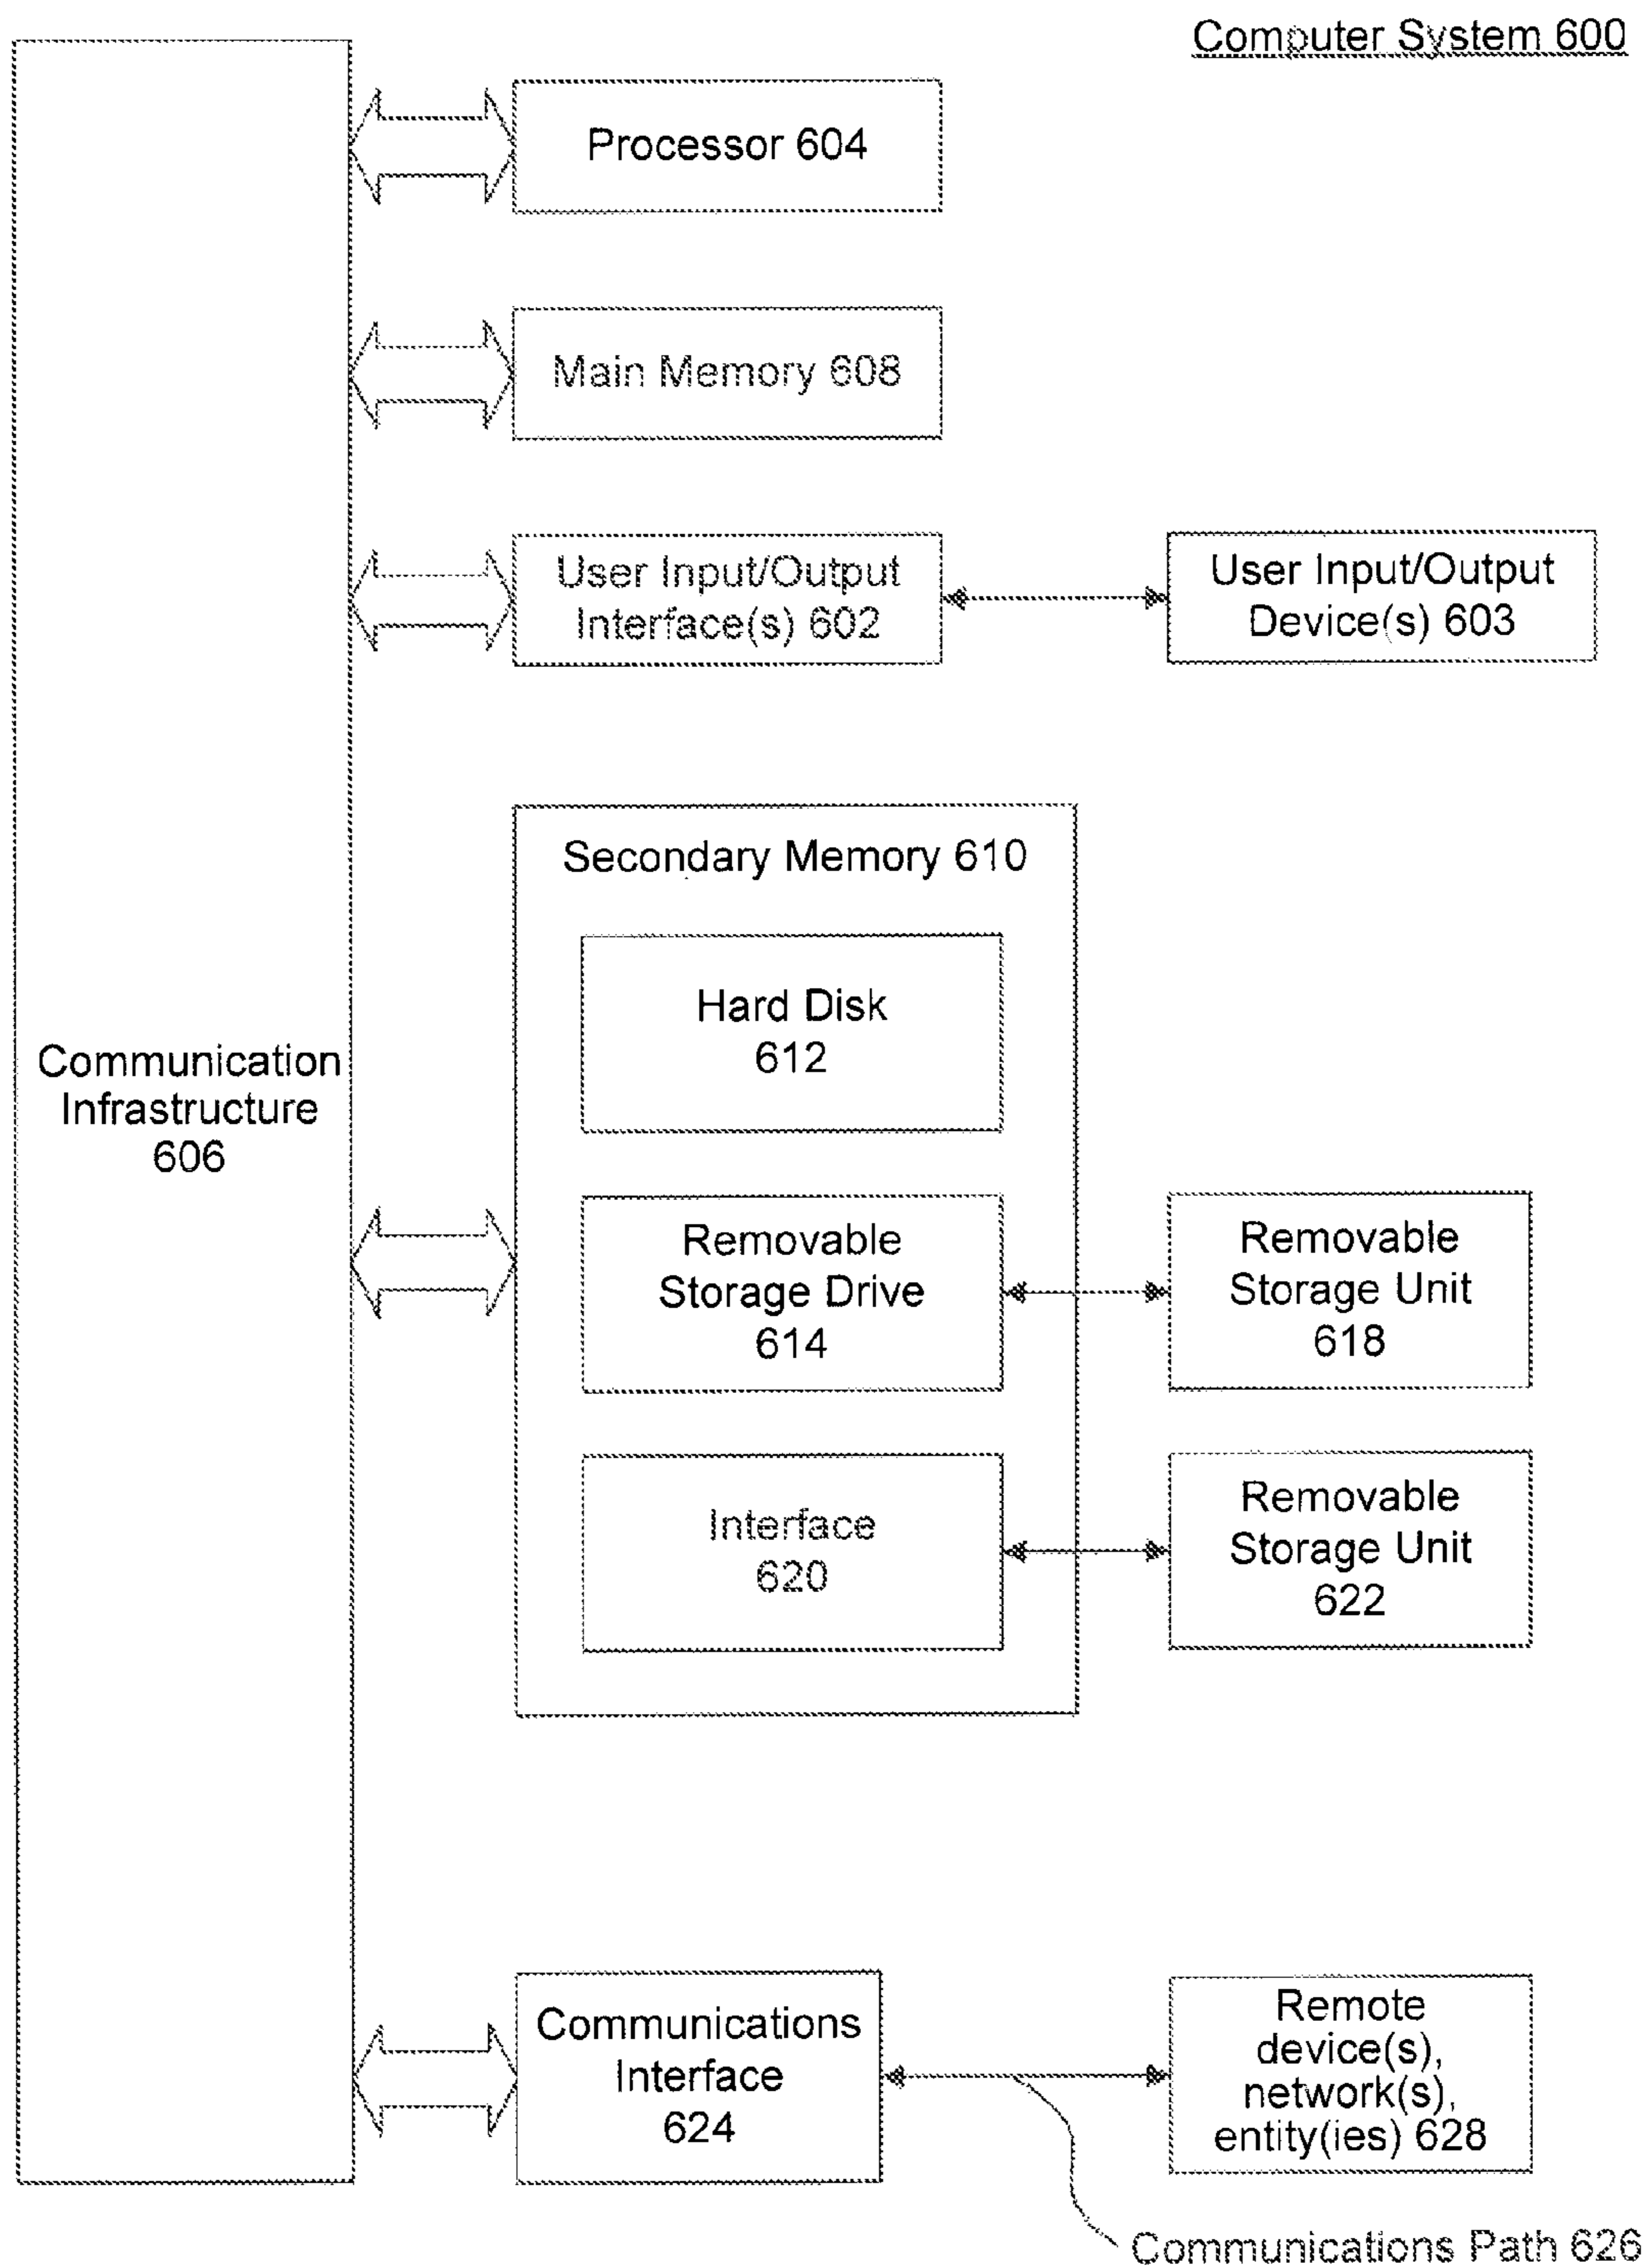 Computer System 600
Processor 604
Main Memory 608
User Input/Output
Interface(s) 602
User Input/Output
Device(s) 603
Secondary Memory 610
Hard Disk
612
Communication
Infrastructure
606
Removable
Storage Drive
614
Removable
Storage Unit
618
Interface
620
Removable
Storage Unit
622
Communications
Interface
624
Remote
device(s),
network(s),
entity(ies) 628
Communications Path 626